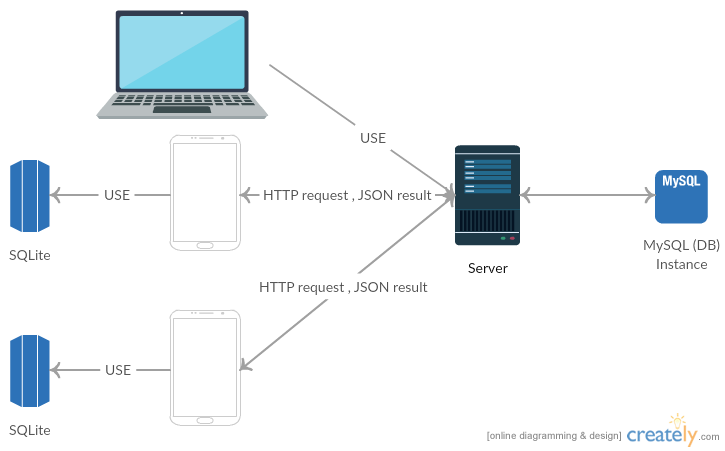 USE
MySQL
USE
HTTP request , JSON result
SQLite
MySQL (DB)
Instance
Server
HTTP request , JSON result
USE
SQLite
[online diagramming & design] creately.com